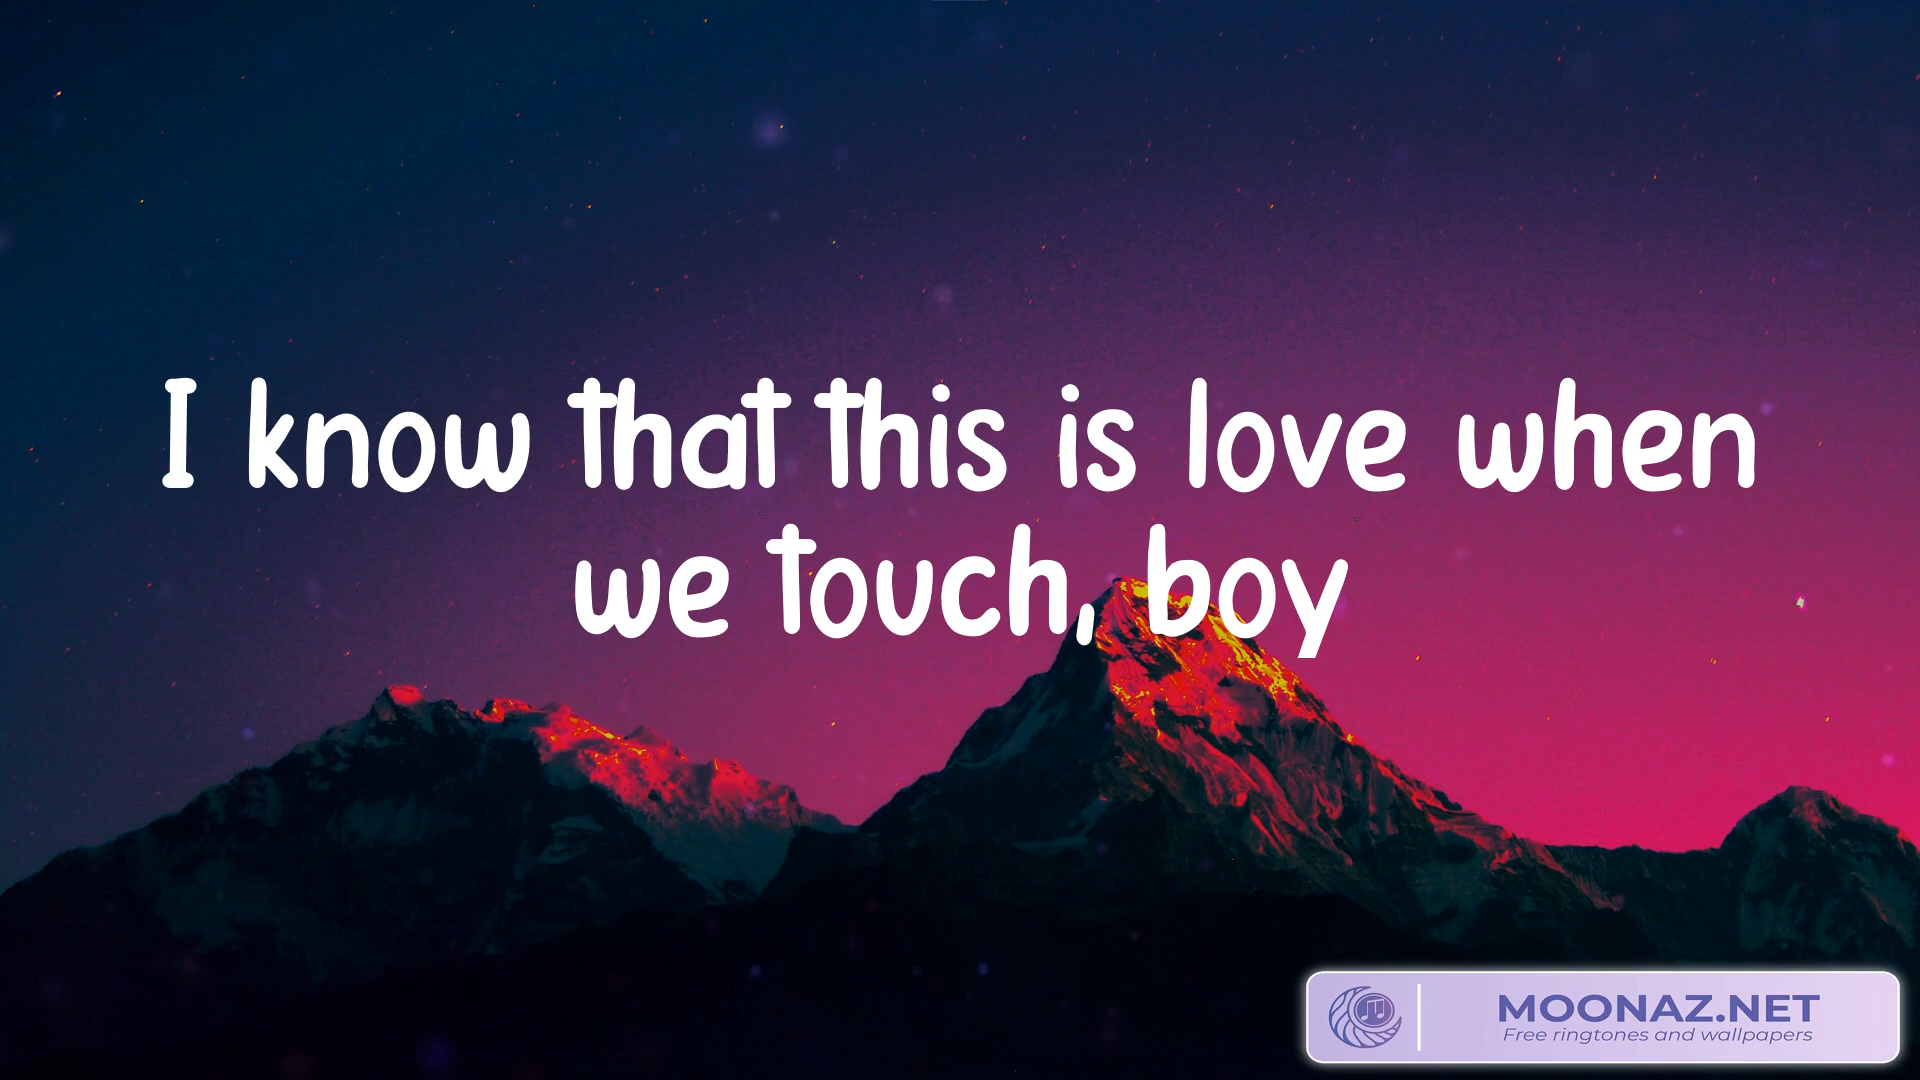 I know that this is love when
we touch, boy
MOONAZ.NET
Free ringtones and wallpapers